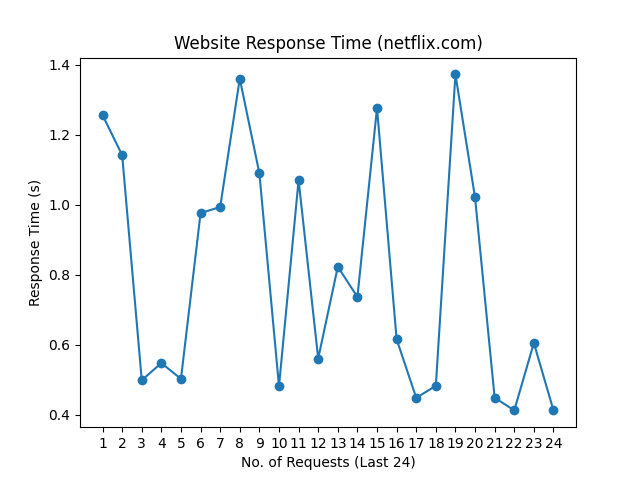 Website Response Time (netflix.com)
1.4
1.2
1.0
0.8
0.6
0.4
Response Time (s)
1 2 3 4 5 6 7 8 9 10 11 12 13 14 15 16 17 18 19 20 21 22 23 24
No. of Requests (Last 24)